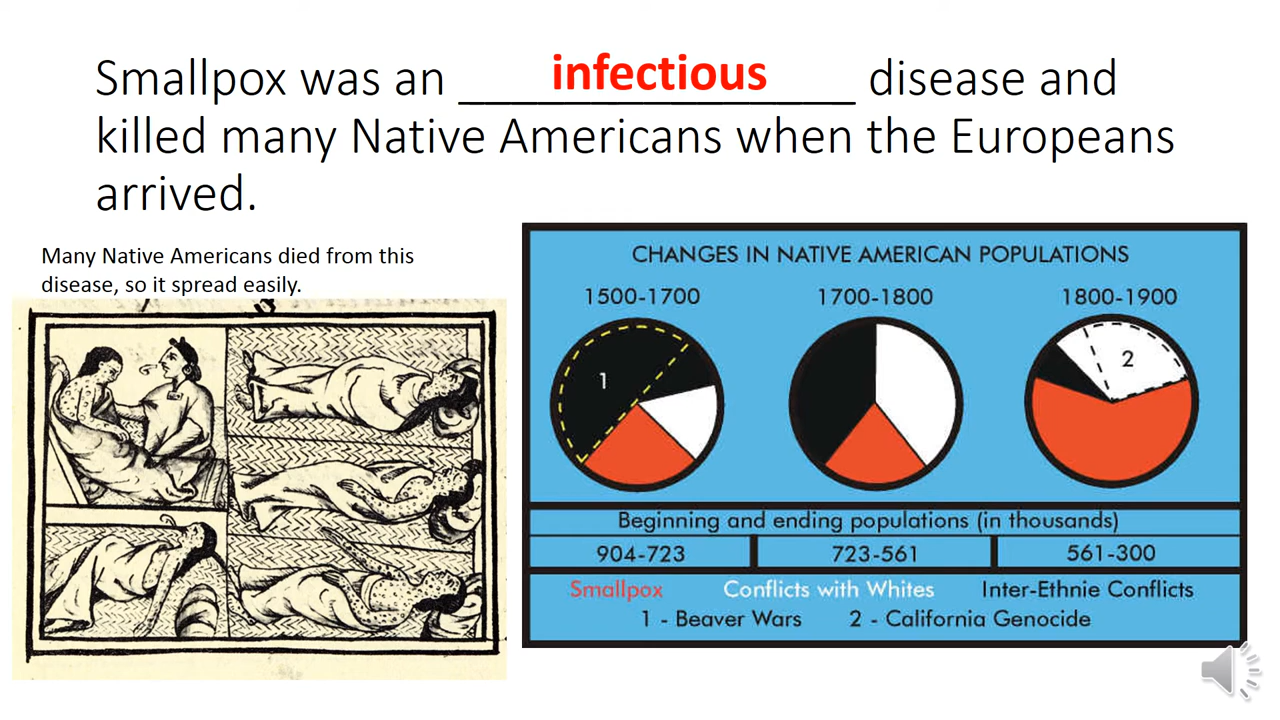 Smallpox was an infectious disease and
killed many Native Americans when the Europeans
arrived.
Many Native Americans died from this
disease, so it spread easily.
CHANGES IN NATIVE AMERICAN POPULATIONS
1500-1700 1700-1800 1800-1900
1 2
Beginning and ending populations (in thousands)
904-723 723-561 561-300
Smallpox Conflicts with Whites Inter-Ethnie Conflicts
1 - Beaver Wars 2 - California Genocide